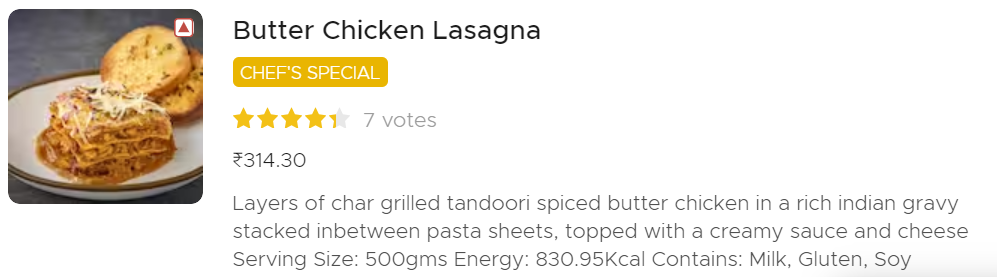 Butter Chicken Lasagna
CHEF'S SPECIAL
7 votes
₹314.30
Layers of char grilled tandoori spiced butter chicken in a rich indian gravy
stacked inbetween pasta sheets, topped with a creamy sauce and cheese
Serving Size: 500gms Energy: 830.95Kcal Contains: Milk, Gluten, Soy